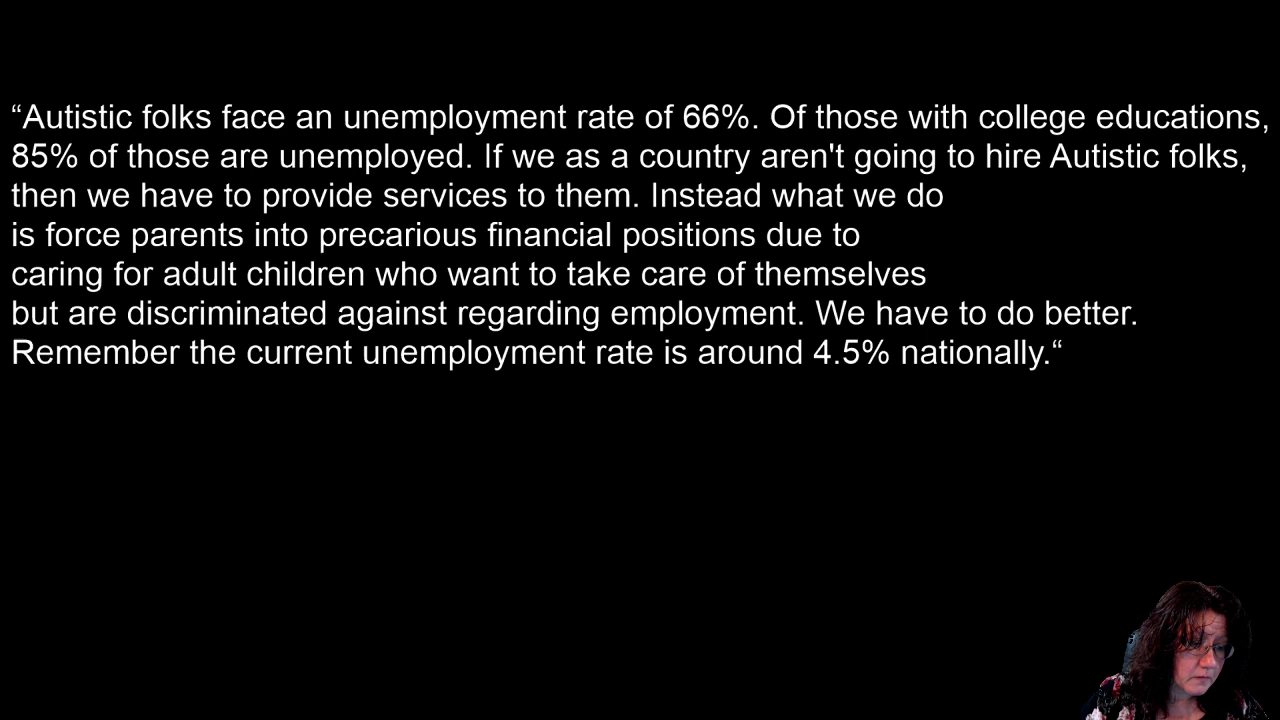 “Autistic folks face an unemployment rate of 66%. Of those with college educations,
85% of those are unemployed. If we as a country aren't going to hire Autistic folks,
then we have to provide services to them. Instead what we do
is force parents into precarious financial positions due to
caring for adult children who want to take care of themselves
but are discriminated against regarding employment. We have to do better.
Remember the current unemployment rate is around 4.5% nationally.“